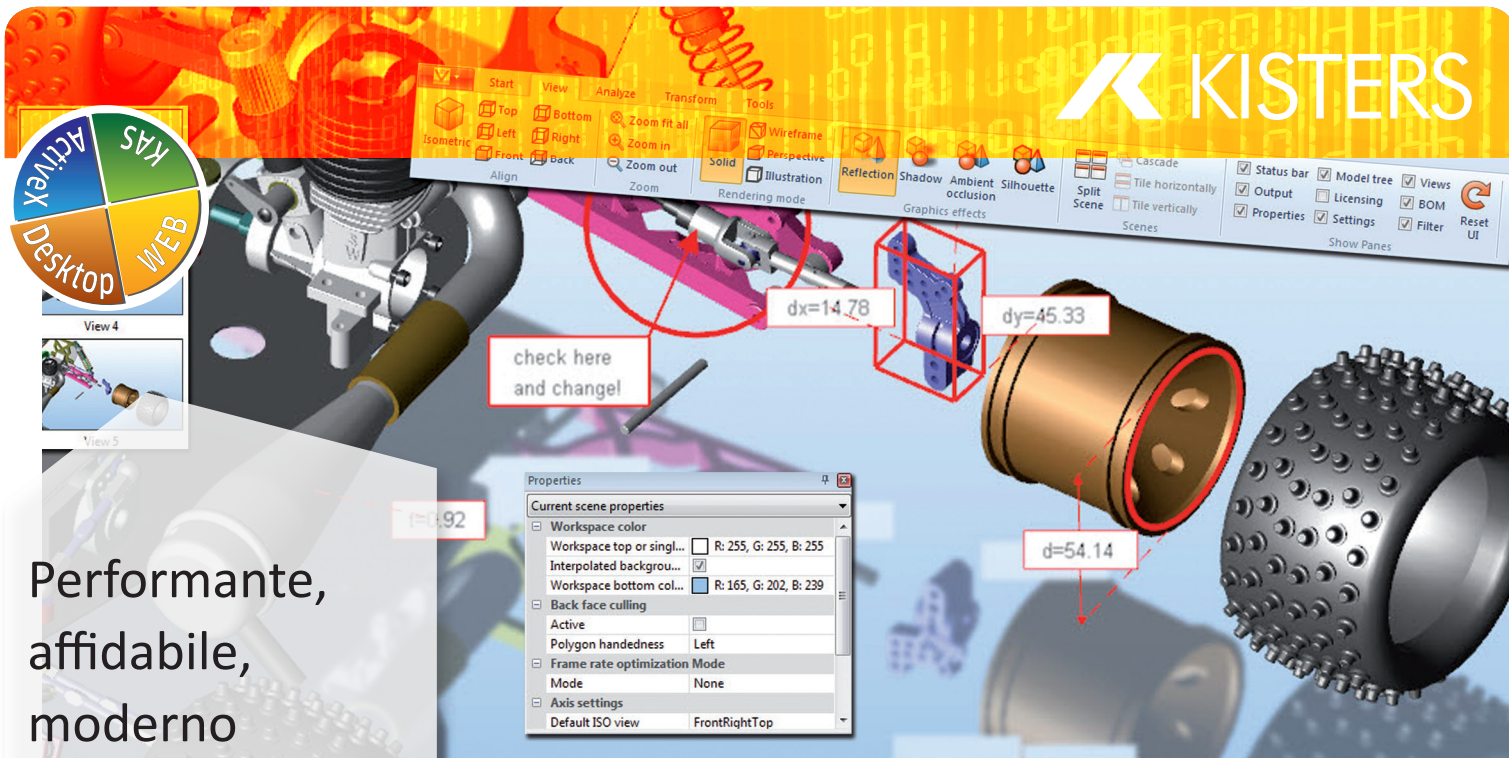 KISTERS
Start View Analyze Transform Tools
Isometric
Top Bottom
Left Right
Front Back
Align
Zoom fit all
Zoom in
Zoom out
Zoom
Solid
Wireframe
Perspective
Illustration
Rendering mode
Reflection Shadow Ambient occlusion Silhouette
Graphics effects
Split Scene
Cascade
Tile horizontally
Tile vertically
Scenes
Status bar Model tree Views
Output Licensing BOM
Properties Settings Filter
Reset UI
Show Panes
ActiveX
KAS
Desktop
WEB
View 4
View 5
dx=14.78
dy=45.33
check here
and change!
d=54.14
Properties
Current scene properties
Workspace color
Workspace top or singl... R: 255, G: 255, B: 255
Interpolated backgrou...
Workspace bottom col... R: 165, G: 202, B: 239
Back face culling
Active
Polygon handedness Left
Frame rate optimization Mode
Mode None
Axis settings
Default ISO view FrontRightTop
Performante,
affidabile,
moderno